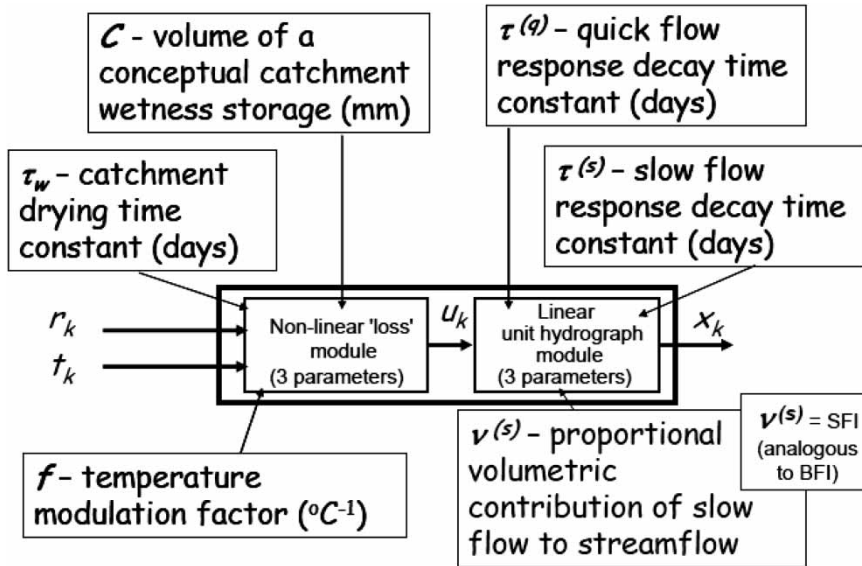 C – volume of a
conceptual catchment
wetness storage (mm)
τ(q) – quick flow
response decay time
constant (days)
τw – catchment
drying time
constant (days)
τ(s) – slow flow
response decay time
constant (days)
rk
tk
Non-linear 'loss'
module
(3 parameters)
uk
Linear
unit hydrograph
module
(3 parameters)
xk
f – temperature
modulation factor (°C-1)
ν(s) – proportional
volumetric
contribution of slow
flow to streamflow
ν(s) = SFI
(analogous
to BFI)